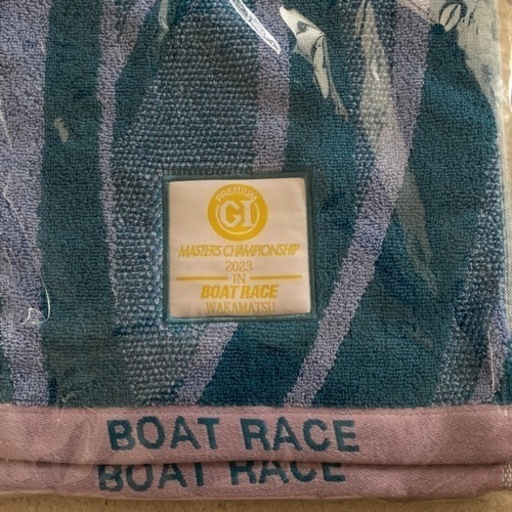 PREMIUM
GI
MASTERS CHAMPIONSHIP
2023
IN
BOAT RACE
WAKAMATSU
BOAT RACE
BOAT RACE